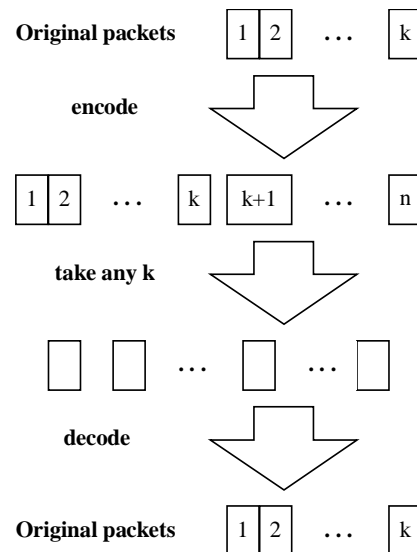 Original packets 1 2 ... k
encode
1 2 ... k k+1 ... n
take any k
... ...
decode
Original packets 1 2 ... k